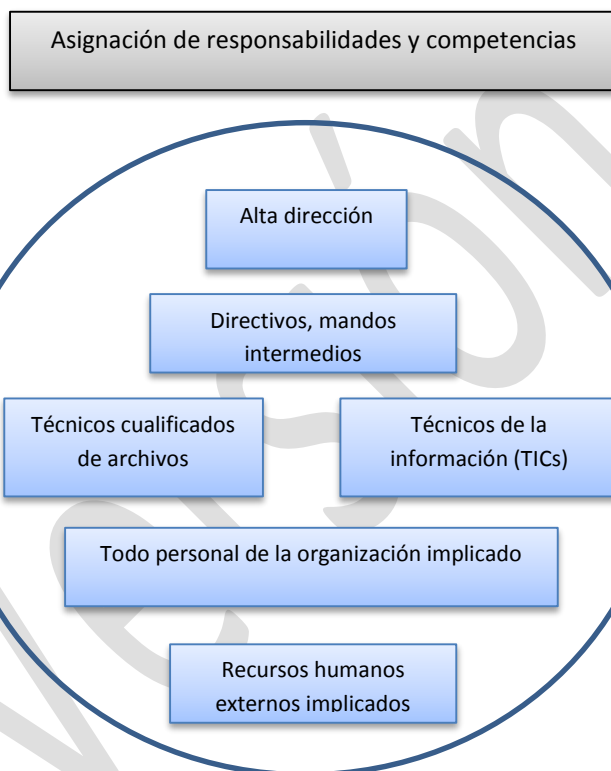 Asignación de responsabilidades y competencias
Alta dirección
Directivos, mandos
intermedios
Técnicos cualificados
de archivos
Técnicos de la
información (TICs)
Todo personal de la organización implicado
Recursos humanos
externos implicados
versión